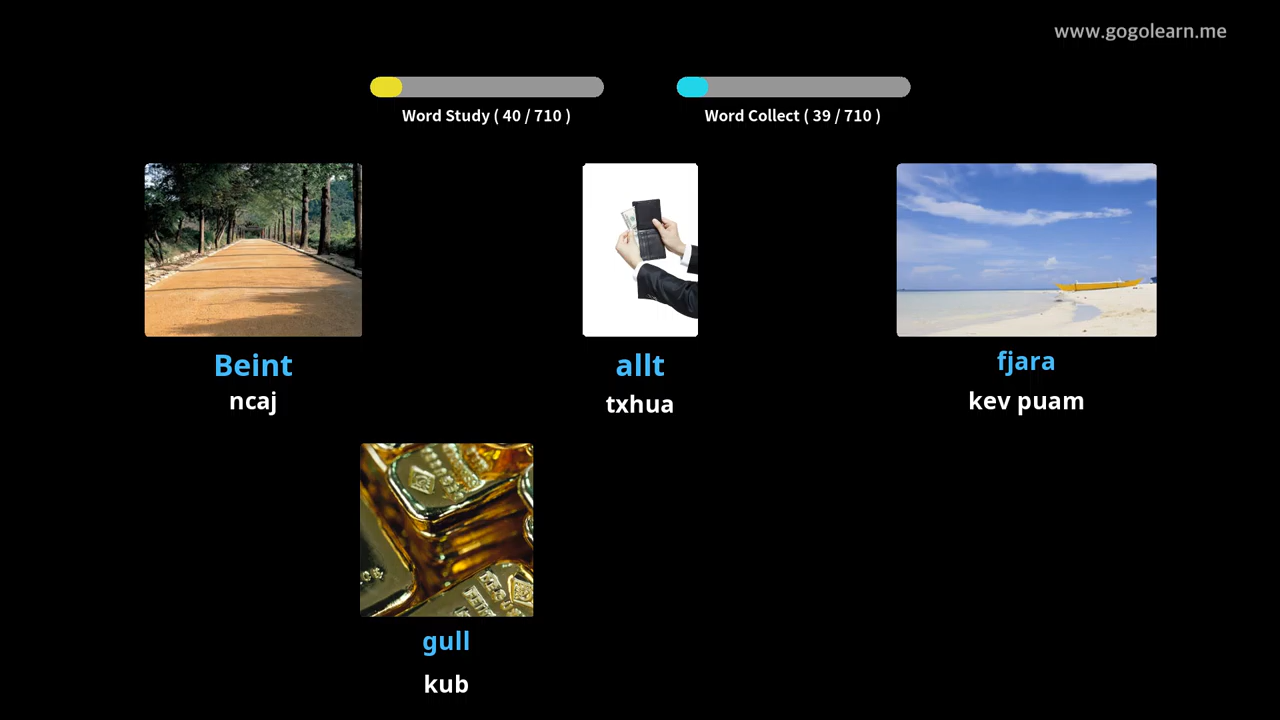 www.gogolearn.me
Word Study ( 40 / 710 )
Word Collect ( 39 / 710 )
Beint
ncaj
allt
txhua
fjara
kev puam
gull
kub